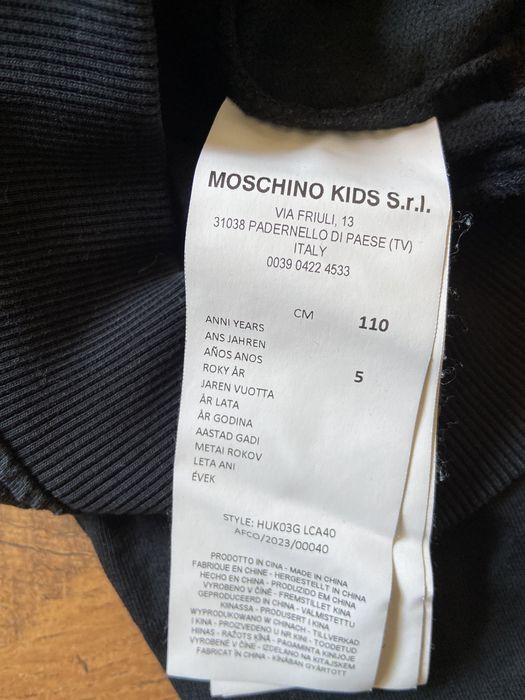 MOSCHINO KIDS S.r.l.
VIA FRIULI, 13
31038 PADERNELLO DI PAESE (TV)
ITALY
0039 0422 4533
CM 110
ANNI YEARS
ANS JAHREN
AÑOS ANOS
ROKY ÅR 5
JAREN VUOTTA
ÅR LATA
ÅR GODINA
AASTAD GADI
METAI ROKOV
LETA ANI
ÉVEK
STYLE: HUK03G LCA40
AFCO/2023/00040
PRODOTTO IN CINA - MADE IN CHINA
FABRIQUE EN CHINE - HERGESTELLT IN CHINA
HECHO EN CHINA - PRODUZIDO EM CHINA
VYROBENO V ČÍNĚ - FREMSTILLET KINA
GEPRODUCEERD IN CHINA - VALMISTETTU
KIINASSA - PRODUSERT I KINA
WYPRODUKOWANO W CHINACH - TILLVERKAD
I KINA - PROIZVEDENO U NR KINI - TOODETUD
HIINAS - RAŽOTS ĶĪNĀ - PAGAMINTA KINIJOJE
VYROBENÉ V ČÍNE - IZDELANO NA KITAJSKEM
FABRICAT ÎN CHINA - KÍNÁBAN GYÁRTOTT